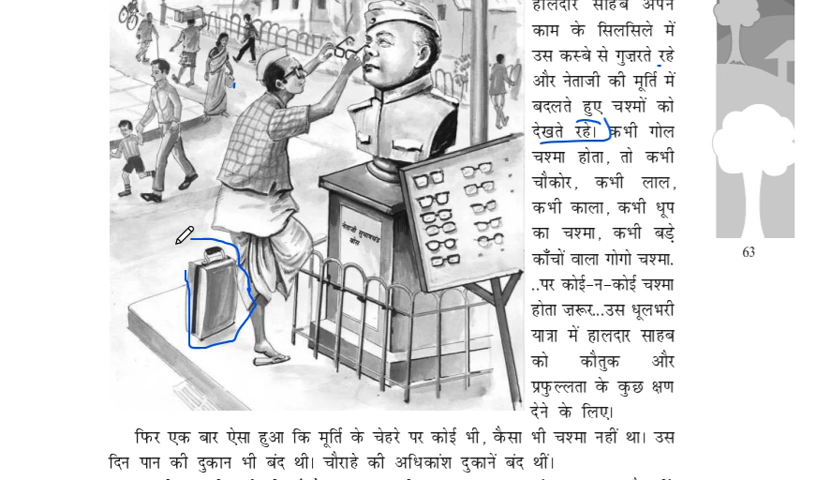 हालदार साहब अपने
काम के सिलसिले में
उस कस्बे से गुज़रते रहे
और नेताजी की मूर्ति में
बदलते हुए चश्मों को
देखते रहे। कभी गोल
चश्मा होता, तो कभी
चौकोर, कभी लाल,
कभी काला, कभी धूप
का चश्मा, कभी बड़े
काँचों वाला गोगो चश्मा.
..पर कोई-न-कोई चश्मा
होता ज़रूर...उस धूलभरी
यात्रा में हालदार साहब
को कौतुक और
प्रफुल्लता के कुछ क्षण
देने के लिए।
नेताजी सुभाषचंद्र
बोस
63
फिर एक बार ऐसा हुआ कि मूर्ति के चेहरे पर कोई भी, कैसा भी चश्मा नहीं था। उस
दिन पान की दुकान भी बंद थी। चौराहे की अधिकांश दुकानें बंद थीं।